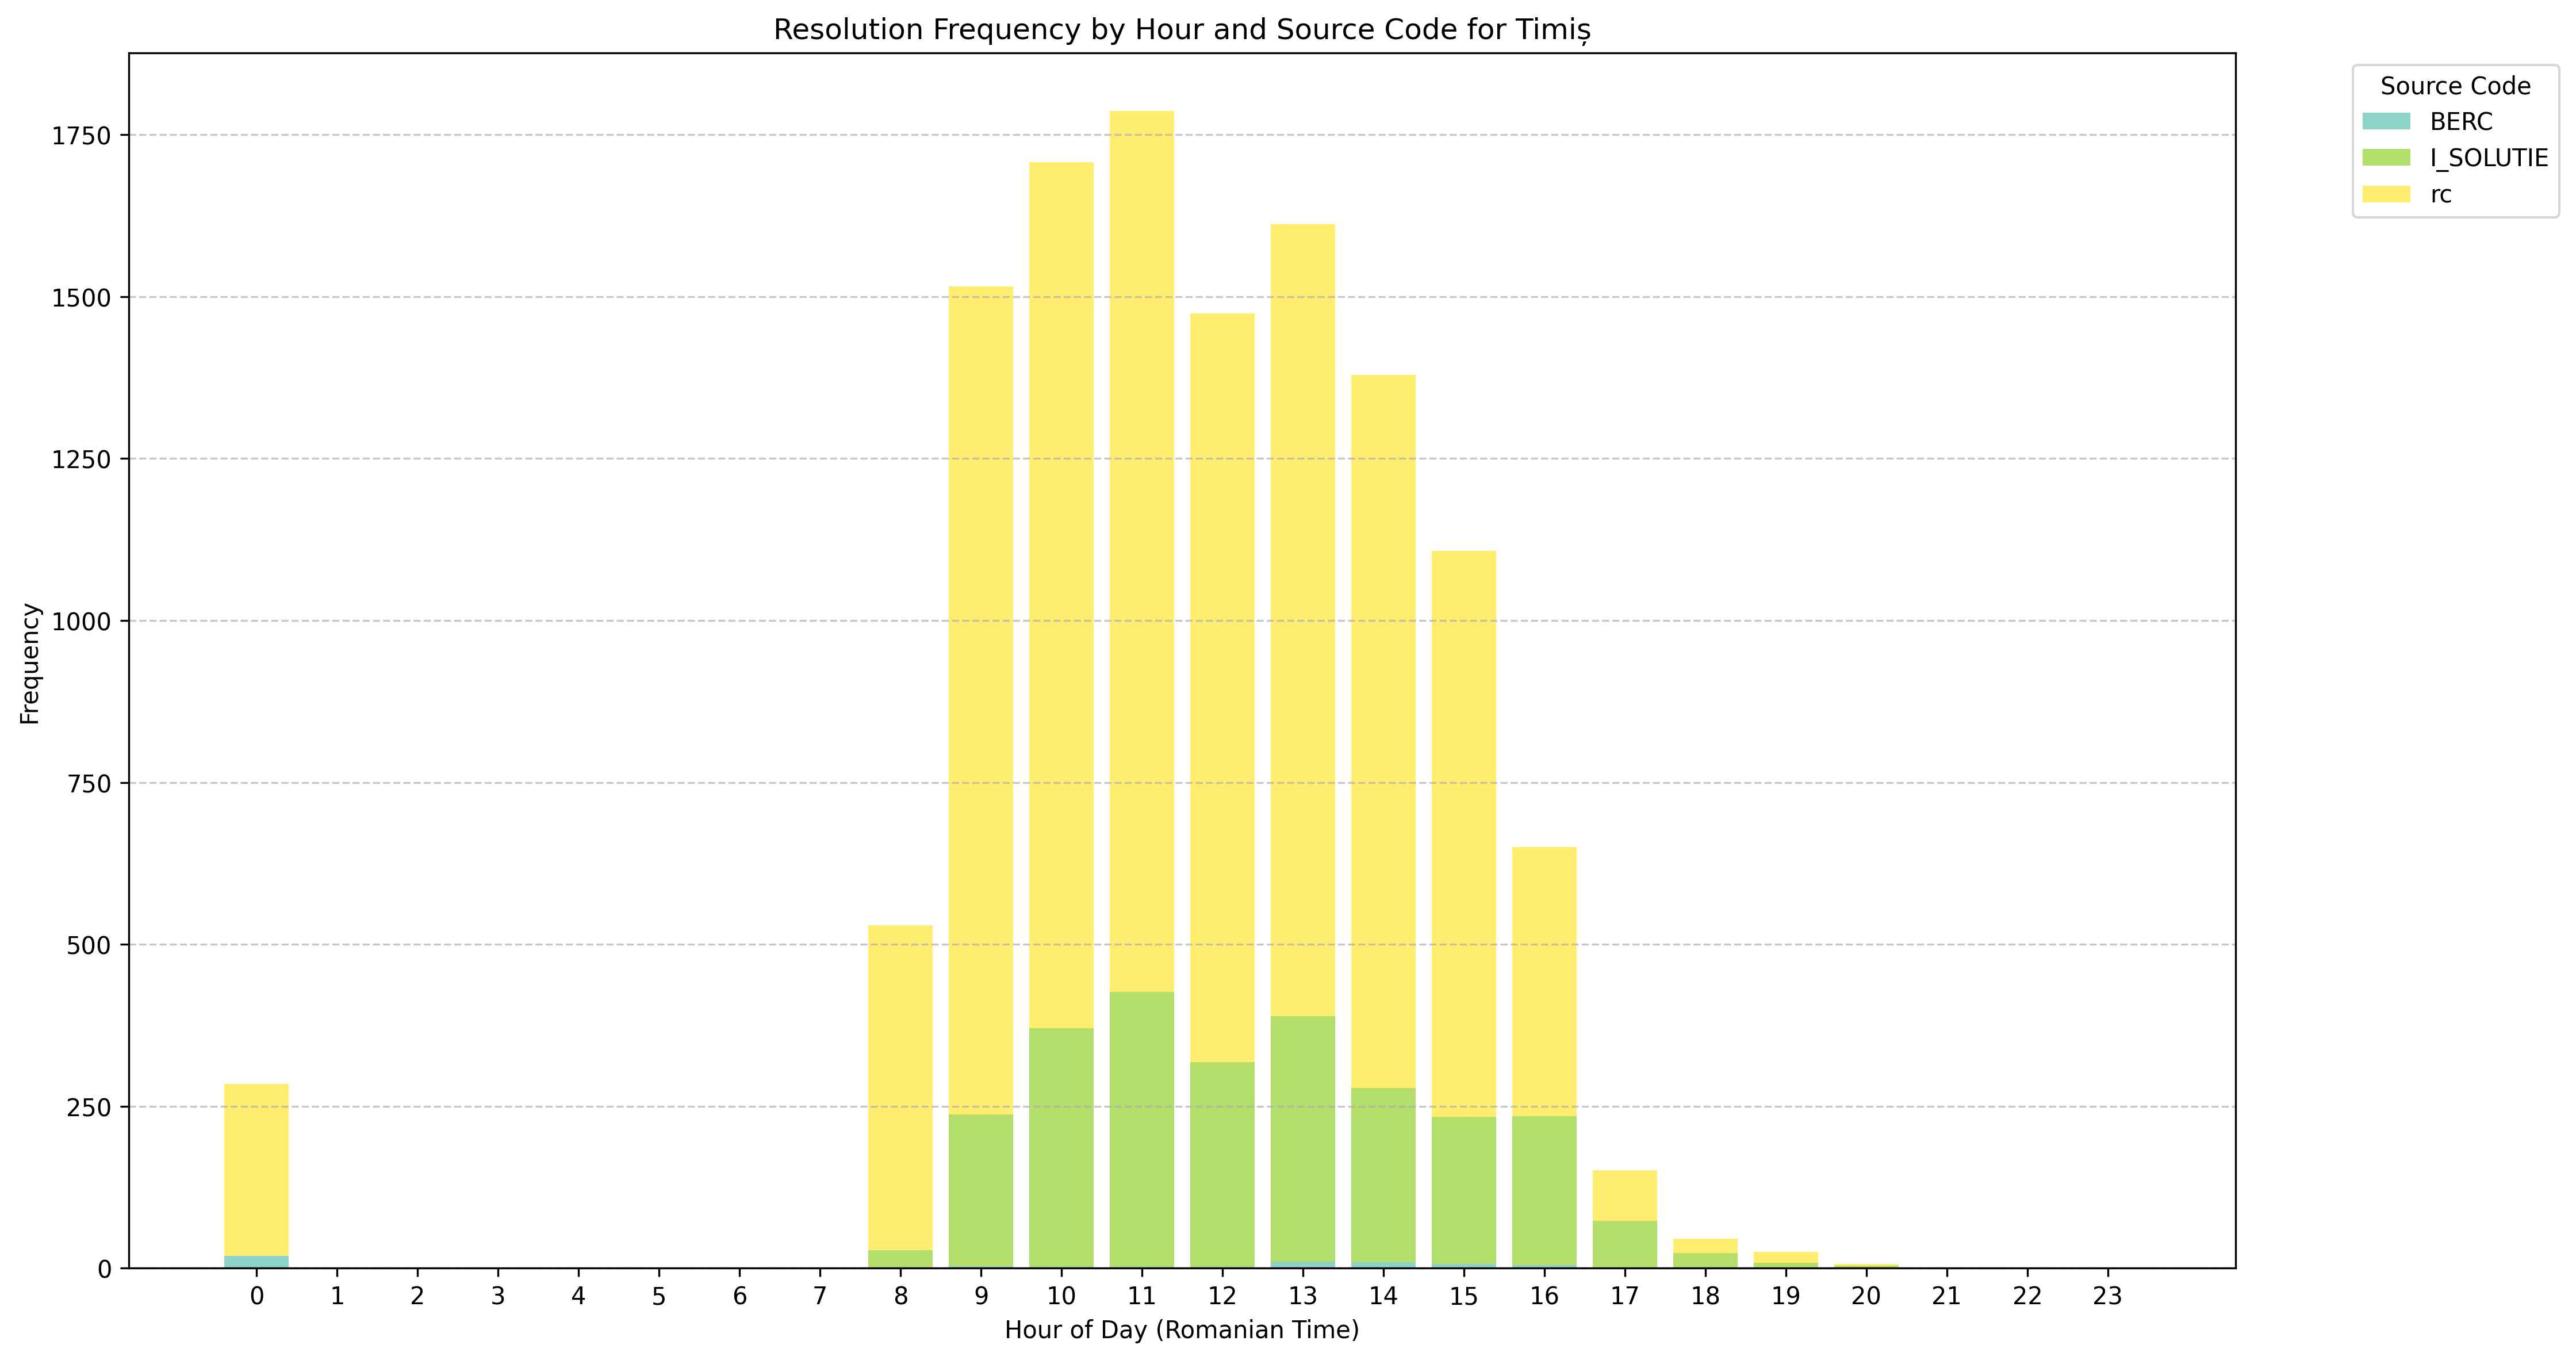 Resolution Frequency by Hour and Source Code for Timiș
Source Code
BERC
I_SOLUTIE
rc
Frequency
1750
1500
1250
1000
750
500
250
0
0 1 2 3 4 5 6 7 8 9 10 11 12 13 14 15 16 17 18 19 20 21 22 23
Hour of Day (Romanian Time)